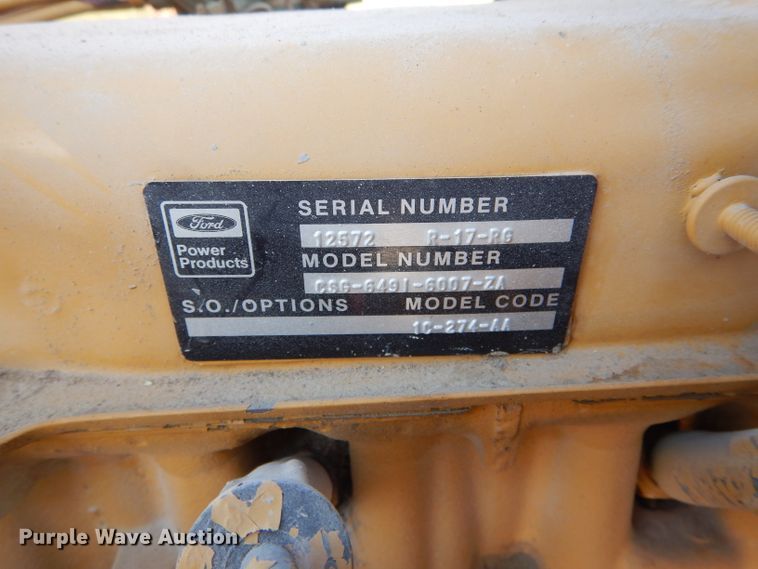 Ford
Power
Products
SERIAL NUMBER
12572 R-17-RG
MODEL NUMBER
CSG-649I-6007-ZA
S.O./OPTIONS MODEL CODE
1C-274-AA
Purple Wave Auction